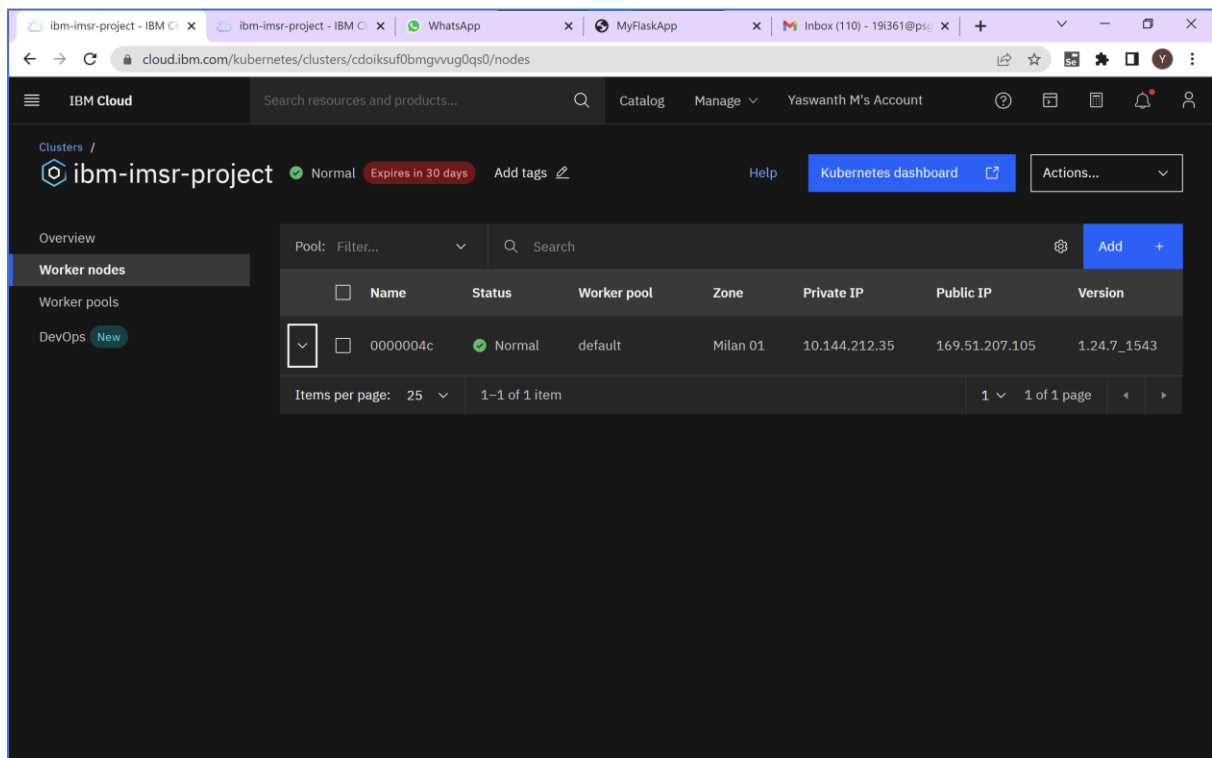 ibm-imsr-project - IBM Cl ibm-imsr-project - IBM Cl WhatsApp MyFlaskApp Inbox (110) - 19i361@psg
cloud.ibm.com/kubernetes/clusters/cdoiksuf0bmgvvug0qs0/nodes Se Y
IBM Cloud Search resources and products... Catalog Manage Yaswanth M's Account
Clusters /
ibm-imsr-project Normal Expires in 30 days Add tags Help Kubernetes dashboard Actions...
Overview
Worker nodes
Worker pools
DevOps New
Pool: Filter... Search Add +
Name Status Worker pool Zone Private IP Public IP Version
0000004c Normal default Milan 01 10.144.212.35 169.51.207.105 1.24.7_1543
Items per page: 25 1–1 of 1 item 1 1 of 1 page